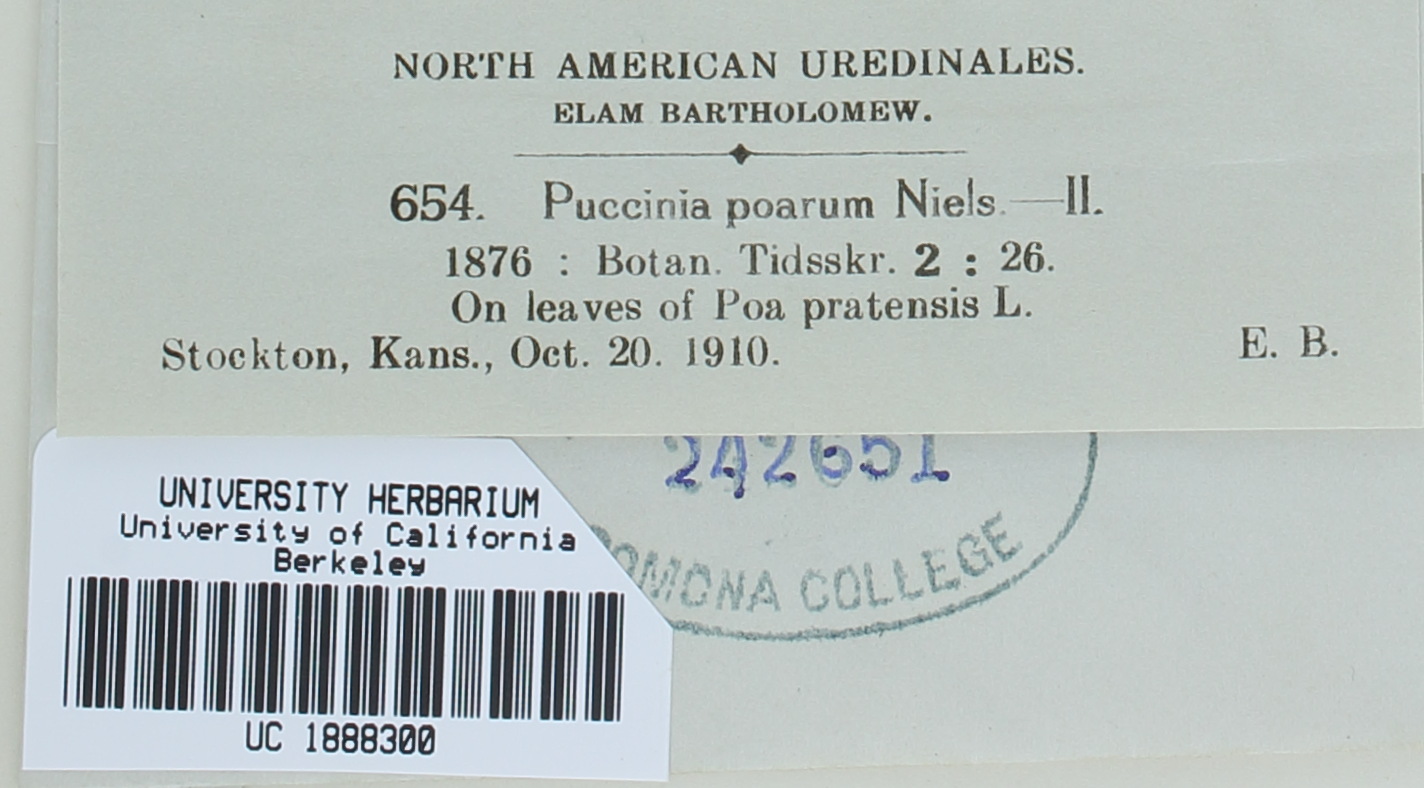 NORTH AMERICAN UREDINALES.
ELAM BARTHOLOMEW.
654. Puccinia poarum Niels.—II.
1876 : Botan. Tidsskr. 2 : 26.
On leaves of Poa pratensis L.
Stockton, Kans., Oct. 20. 1910. E. B.
242651
POMONA COLLEGE
UNIVERSITY HERBARIUM
University of California
Berkeley
UC 1888300